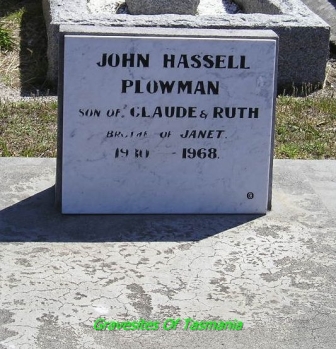 JOHN HASSELL
PLOWMAN
SON OF CLAUDE & RUTH
OF JANET.
1968.
Gravesites Of Tasmania